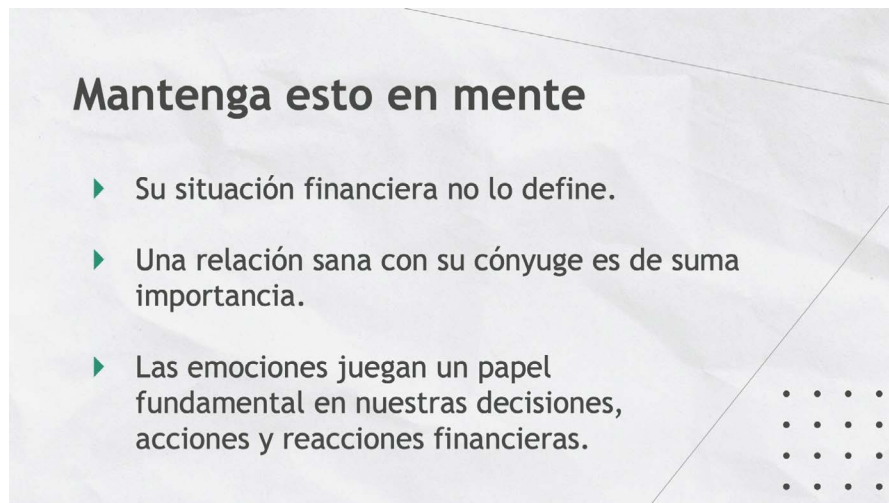 Mantenga esto en mente
Su situación financiera no lo define.
Una relación sana con su cónyuge es de suma
importancia.
Las emociones juegan un papel
fundamental en nuestras decisiones,
acciones y reacciones financieras.